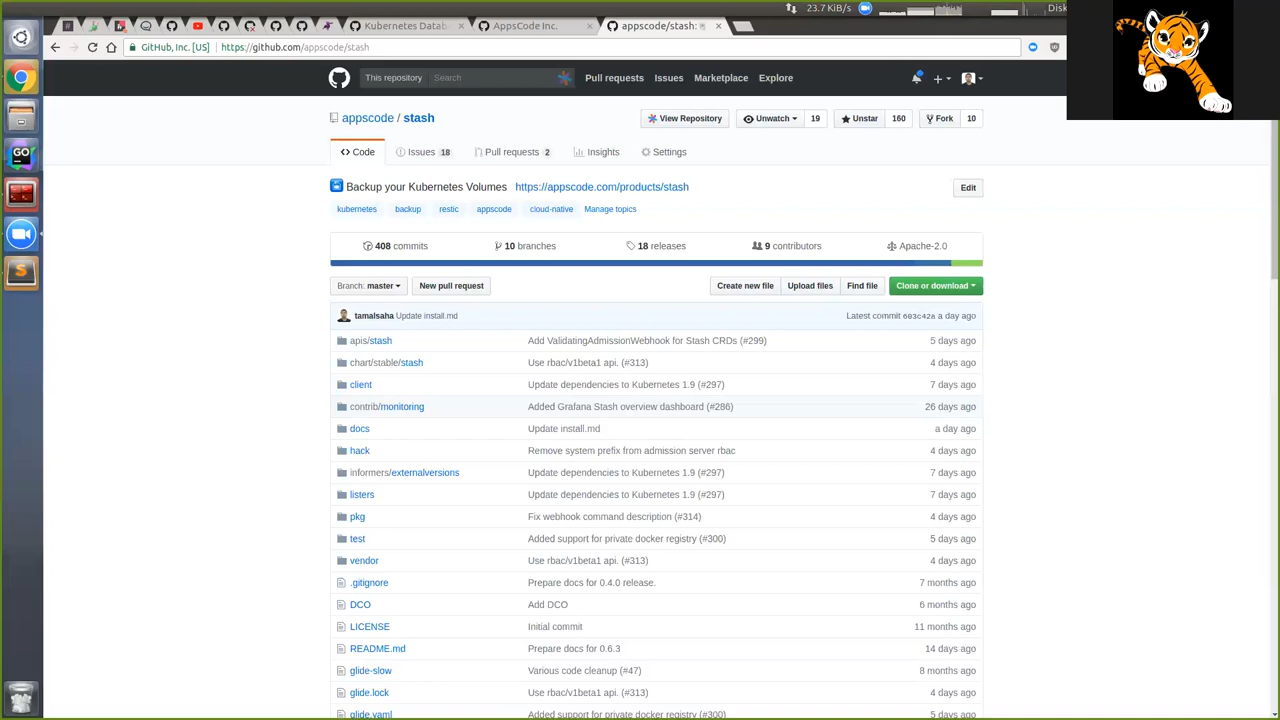 23.7 KiB/s
Disk
Kubernetes Datab
AppsCode Inc.
appscode/stash:
GitHub, Inc. [US]
https://github.com/appscode/stash
This repository
Search
Pull requests
Issues
Marketplace
Explore
appscode / stash
View Repository
Unwatch
19
Unstar
160
Fork
10
Code
Issues 18
Pull requests 2
Insights
Settings
Backup your Kubernetes Volumes https://appscode.com/products/stash
Edit
kubernetes
backup
restic
appscode
cloud-native
Manage topics
408 commits
10 branches
18 releases
9 contributors
Apache-2.0
Branch: master
New pull request
Create new file
Upload files
Find file
Clone or download
tamalsaha Update install.md
Latest commit 603c42a a day ago
apis/stash Add ValidatingAdmissionWebhook for Stash CRDs (#299) 5 days ago
chart/stable/stash Use rbac/v1beta1 api. (#313) 4 days ago
client Update dependencies to Kubernetes 1.9 (#297) 7 days ago
contrib/monitoring Added Grafana Stash overview dashboard (#286) 26 days ago
docs Update install.md a day ago
hack Remove system prefix from admission server rbac 4 days ago
informers/externalversions Update dependencies to Kubernetes 1.9 (#297) 7 days ago
listers Update dependencies to Kubernetes 1.9 (#297) 7 days ago
pkg Fix webhook command description (#314) 4 days ago
test Added support for private docker registry (#300) 5 days ago
vendor Use rbac/v1beta1 api. (#313) 4 days ago
.gitignore Prepare docs for 0.4.0 release. 7 months ago
DCO Add DCO 6 months ago
LICENSE Initial commit 11 months ago
README.md Prepare docs for 0.6.3 14 days ago
glide-slow Various code cleanup (#47) 8 months ago
glide.lock Use rbac/v1beta1 api. (#313) 4 days ago
glide.yaml Added support for private docker registry (#300) 5 days ago
GO